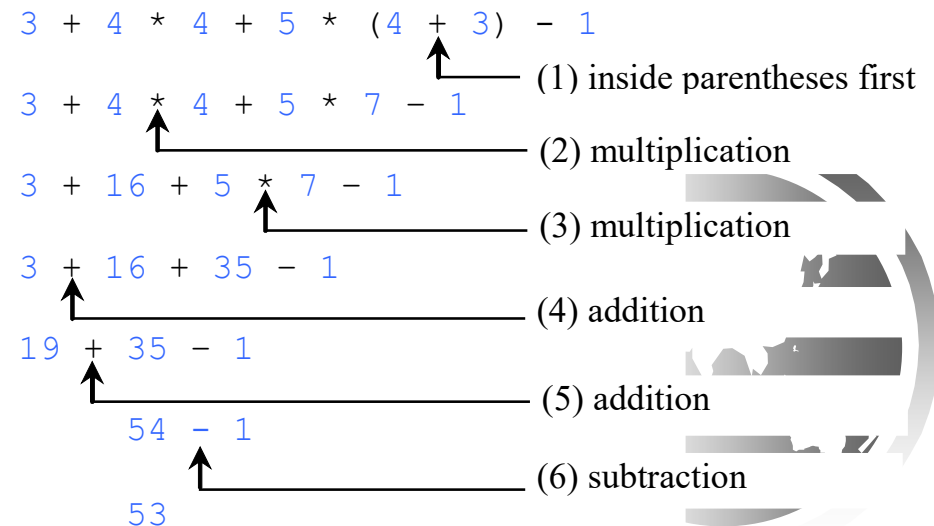 3 + 4 * 4 + 5 * (4 + 3) - 1
(1) inside parentheses first
3 + 4 * 4 + 5 * 7 – 1
(2) multiplication
3 + 16 + 5 * 7 – 1
(3) multiplication
3 + 16 + 35 – 1
(4) addition
19 + 35 – 1
(5) addition
54 – 1
(6) subtraction
53